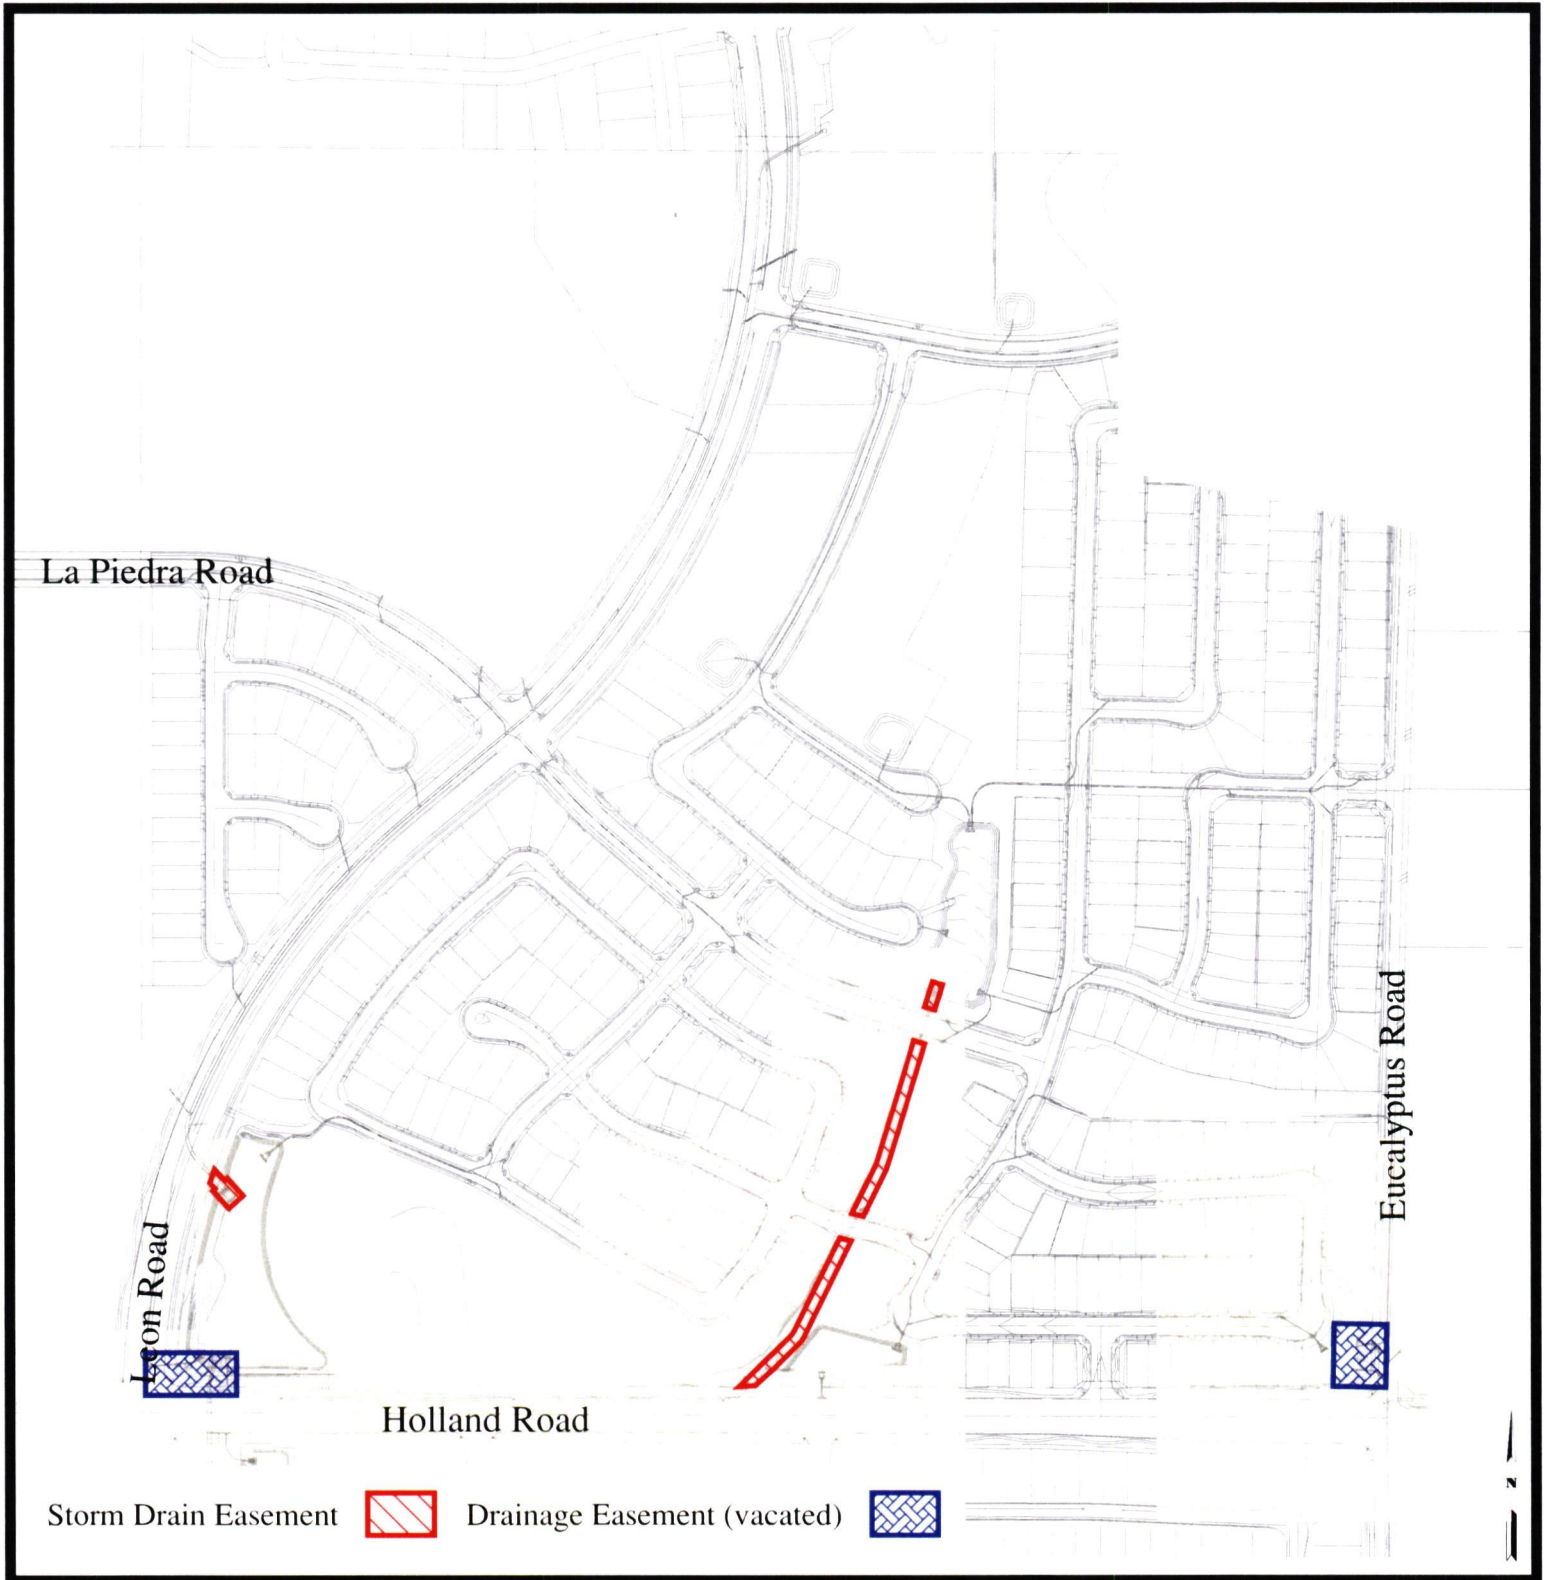 La Piedra Road
Eucalyptus Road
Leon Road
Holland Road
N
Storm Drain Easement
Drainage Easement (vacated)